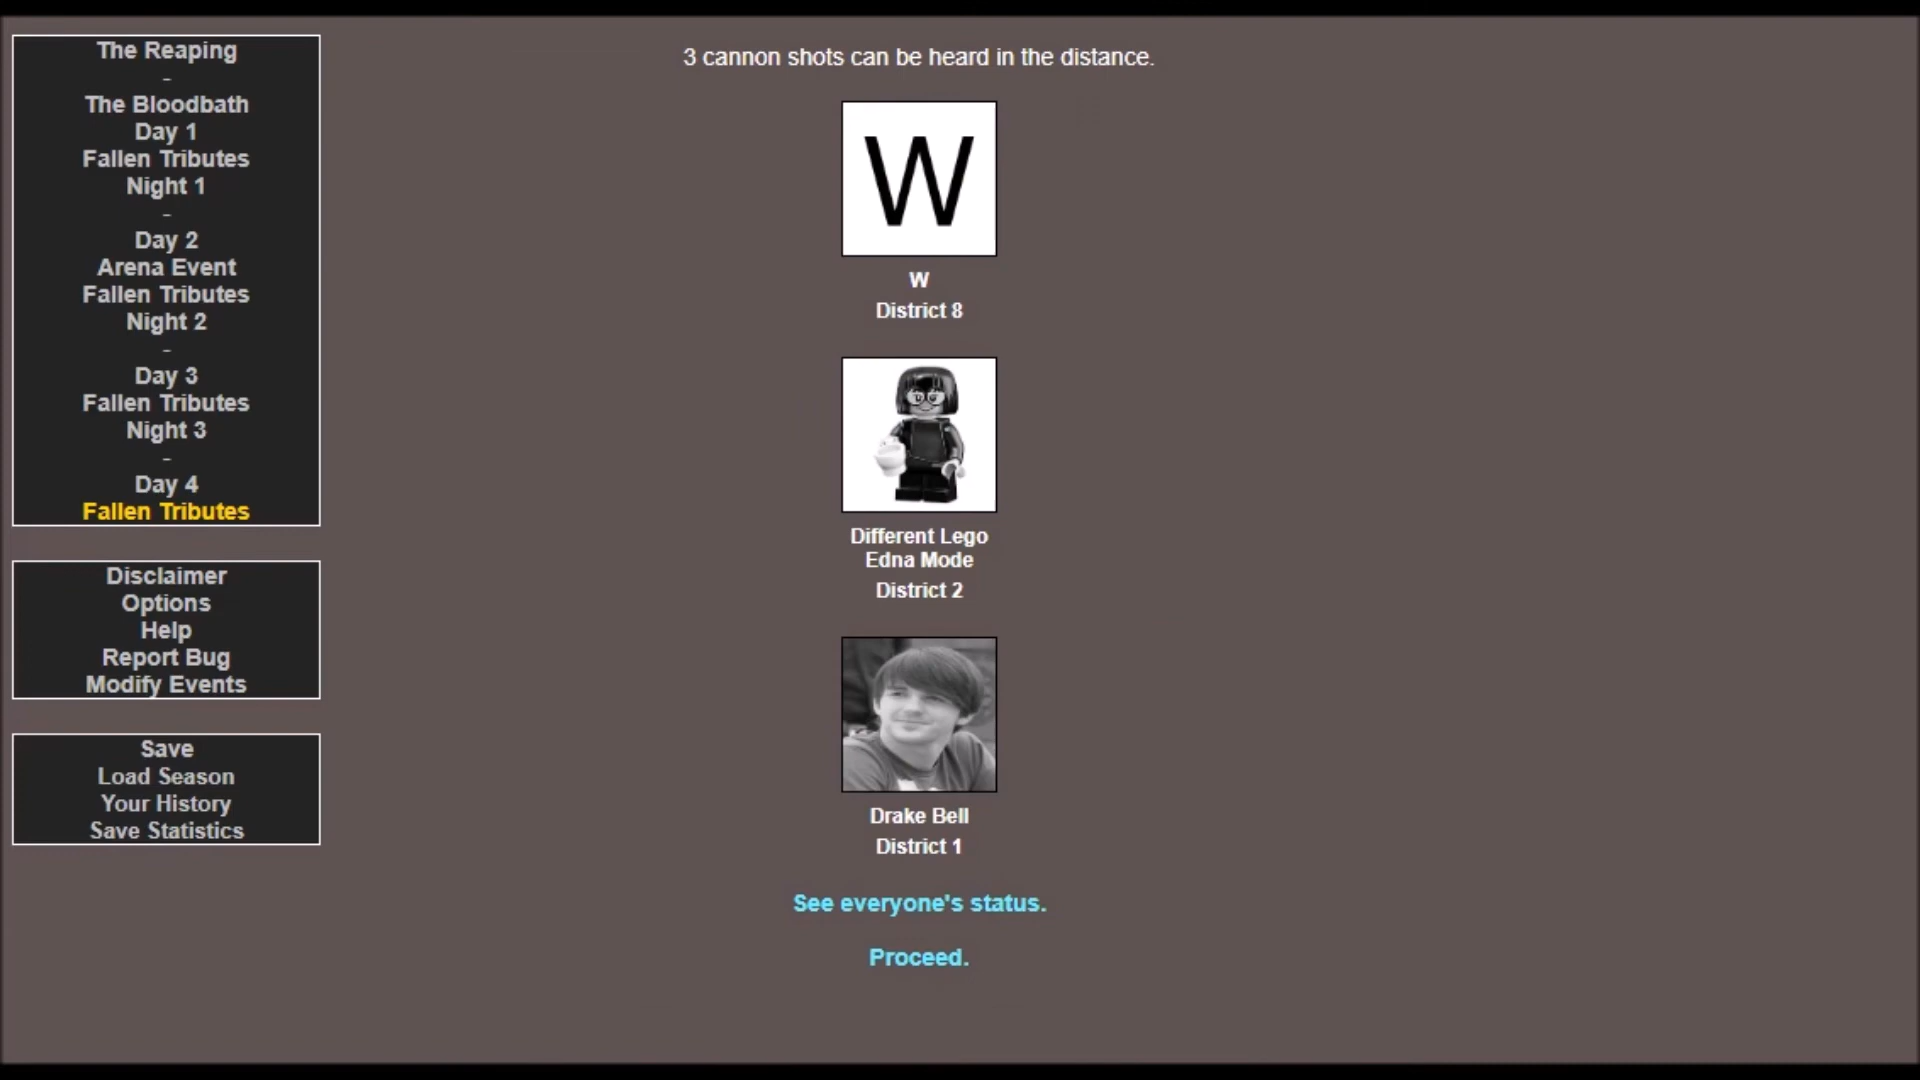 The Reaping
-
The Bloodbath
Day 1
Fallen Tributes
Night 1
-
Day 2
Arena Event
Fallen Tributes
Night 2
-
Day 3
Fallen Tributes
Night 3
-
Day 4
Fallen Tributes
Disclaimer
Options
Help
Report Bug
Modify Events
Save
Load Season
Your History
Save Statistics
3 cannon shots can be heard in the distance.
W
W
District 8
Different Lego
Edna Mode
District 2
Drake Bell
District 1
See everyone's status.
Proceed.